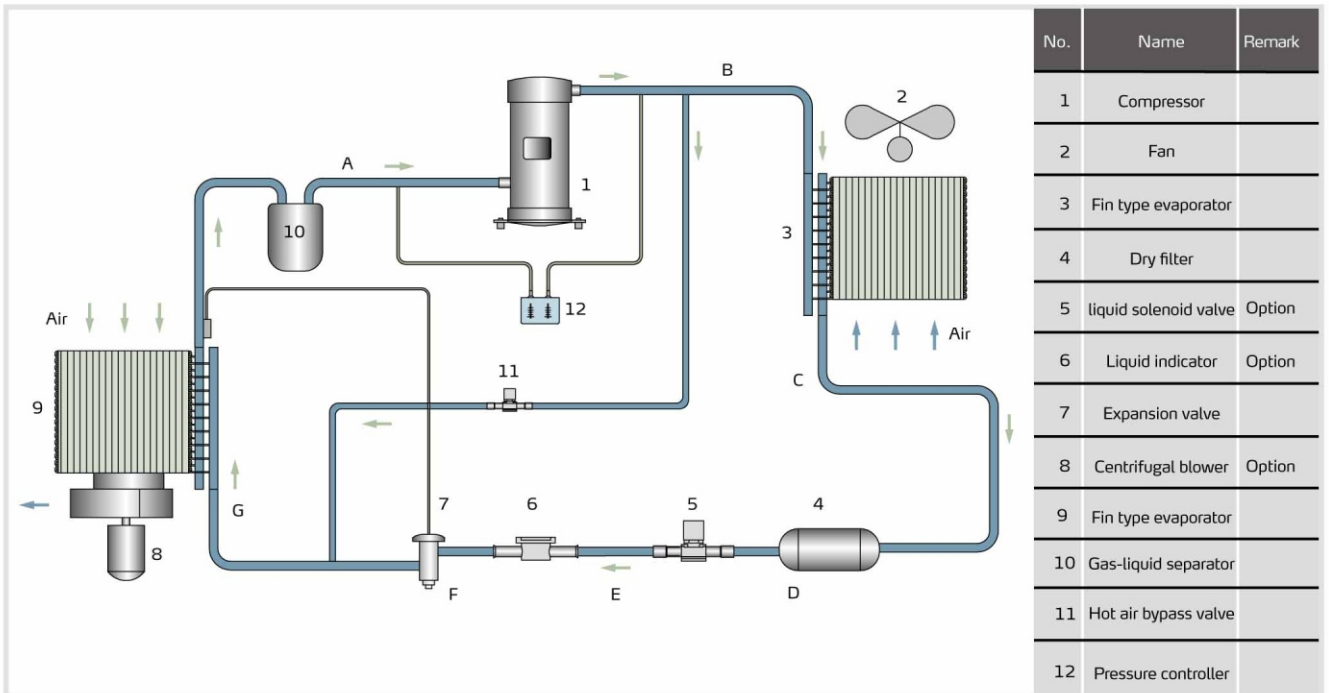 B
2
A
1
10
3
12
Air
Air
11
C
9
7
6
5
4
G
8
F
E
D
No. Name Remark
1 Compressor
2 Fan
3 Fin type evaporator
4 Dry filter
5 liquid solenoid valve Option
6 Liquid indicator Option
7 Expansion valve
8 Centrifugal blower Option
9 Fin type evaporator
10 Gas-liquid separator
11 Hot air bypass valve
12 Pressure controller